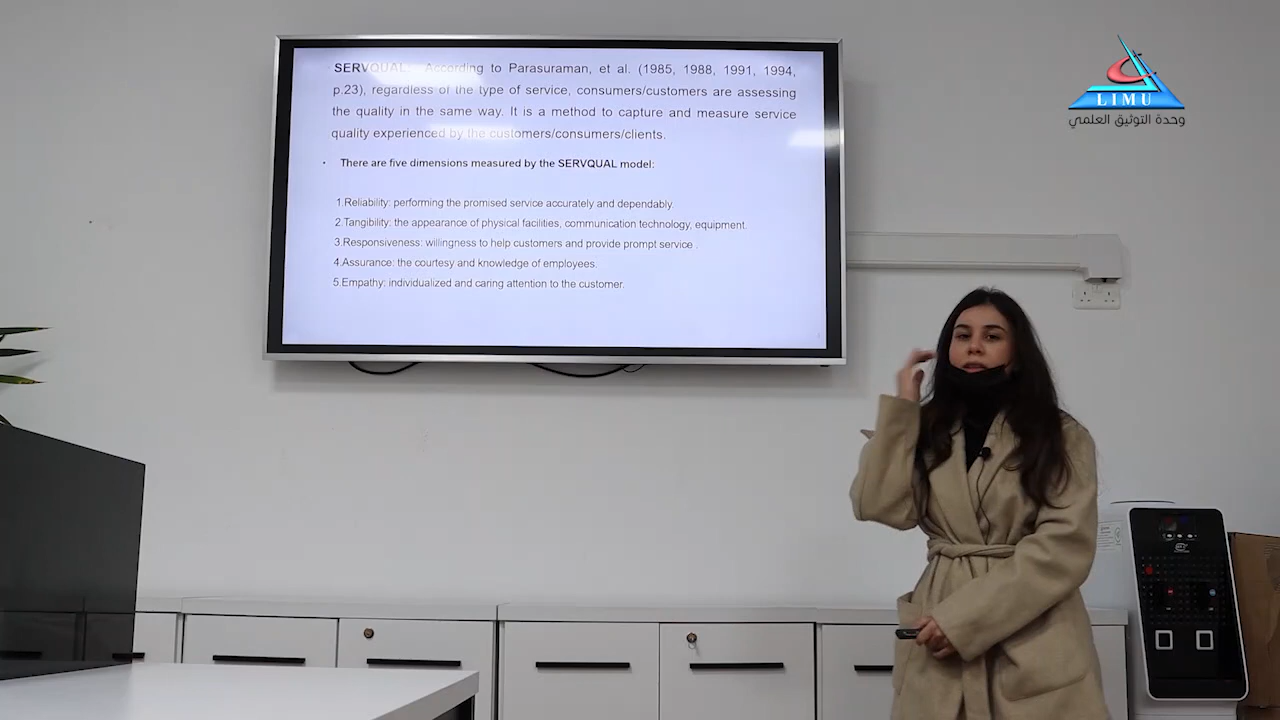 SERVQUAL: According to Parasuraman, et al. (1985, 1988, 1991, 1994,
p.23), regardless of the type of service, consumers/customers are assessing
the quality in the same way. It is a method to capture and measure service
quality experienced by the customers/consumers/clients.
• There are five dimensions measured by the SERVQUAL model:
1.Reliability: performing the promised service accurately and dependably.
2.Tangibility: the appearance of physical facilities, communication technology, equipment.
3.Responsiveness: willingness to help customers and provide prompt service .
4.Assurance: the courtesy and knowledge of employees.
5.Empathy: individualized and caring attention to the customer.
LIMU
وحدة التوثيق العلمي